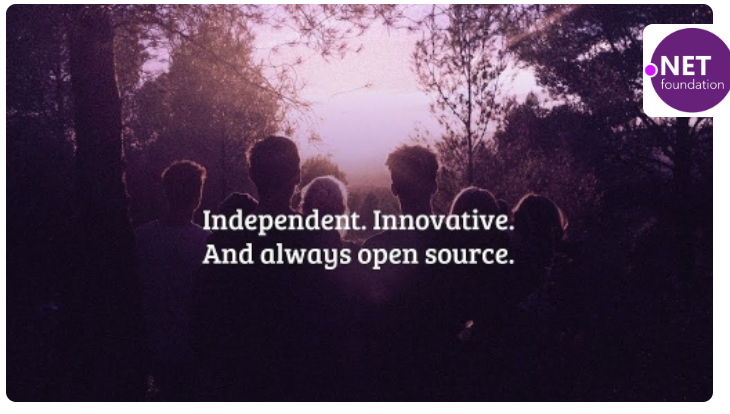 .NET
foundation
Independent. Innovative.
And always open source.